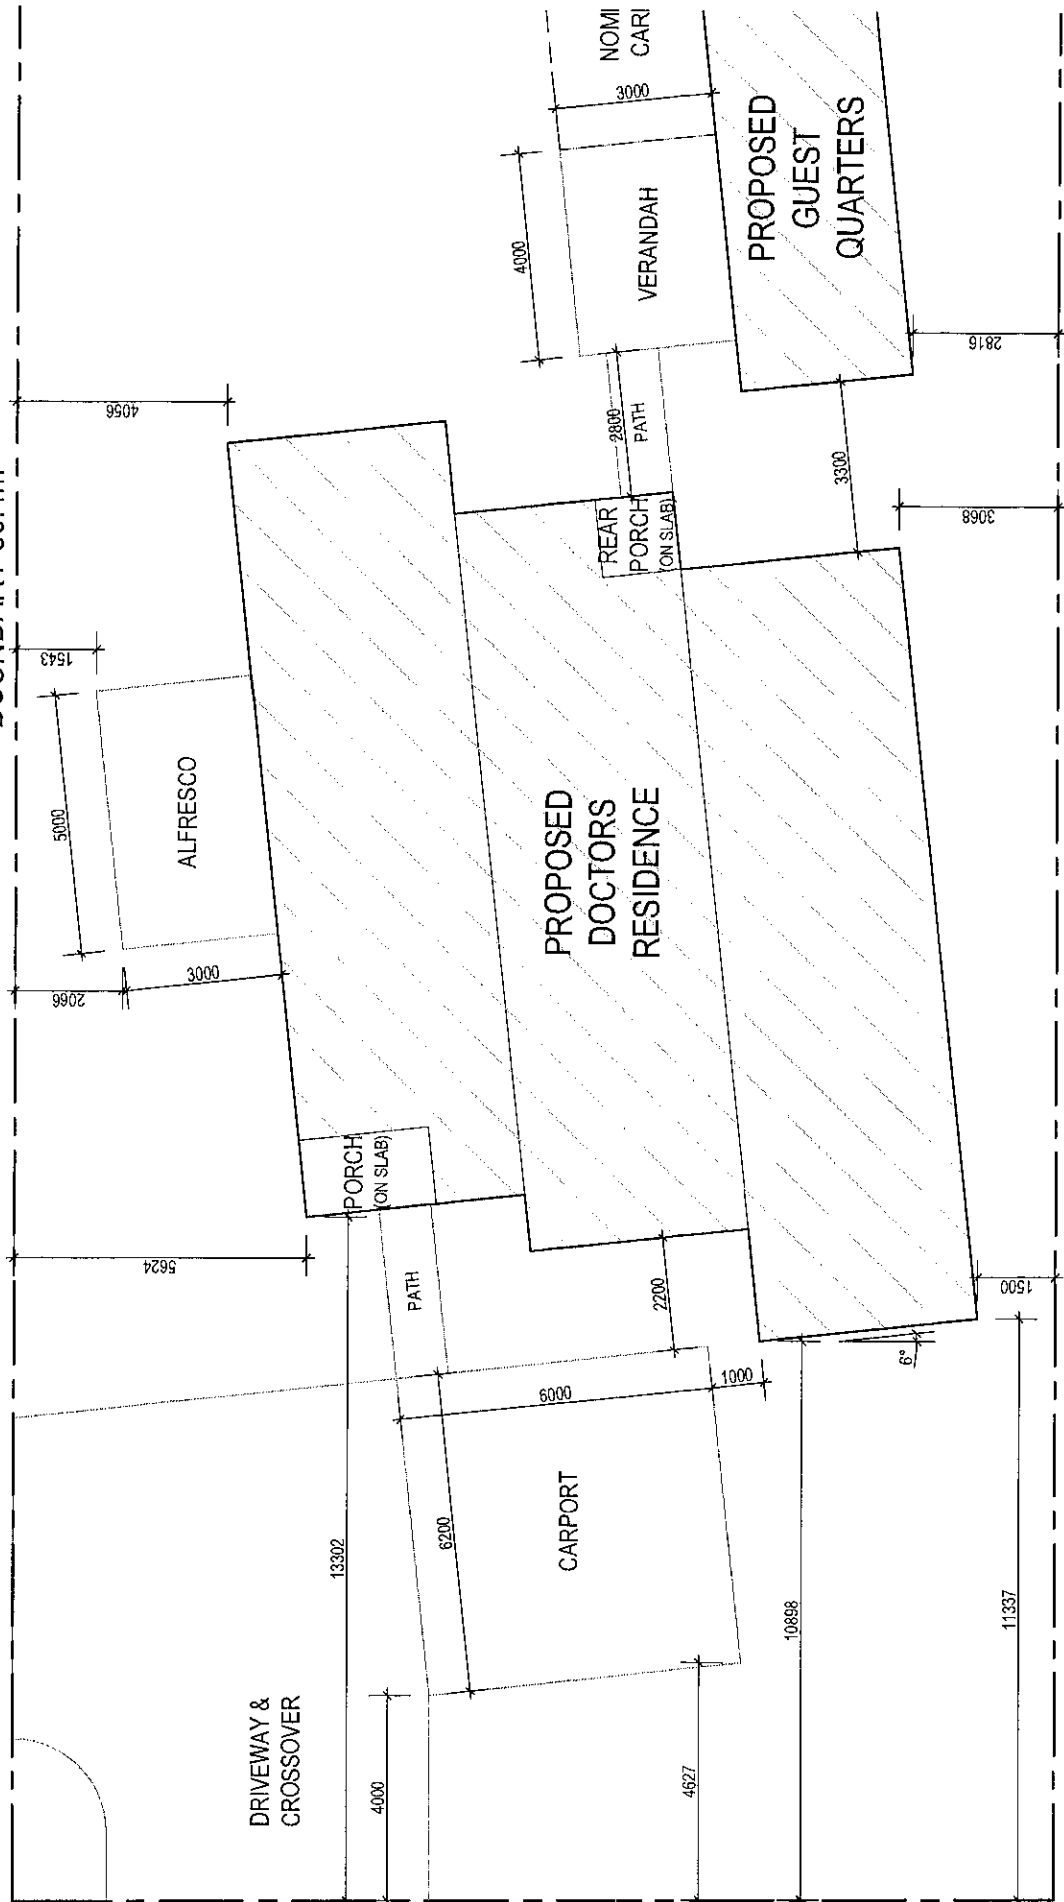 NOMI
CARI
3000
PROPOSED
GUEST
QUARTERS
4000
VERANDAH
2816
4056
2800
PATH
3300
3068
REAR
PORCH
(ON SLAB)
1543
5000
ALFRESCO
3000
2066
PROPOSED
DOCTORS
RESIDENCE
PORCH
(ON SLAB)
5624
PATH
2200
1500
6°
1000
6000
6200
CARPORT
13302
10898
11337
DRIVEWAY &
CROSSOVER
4000
4627